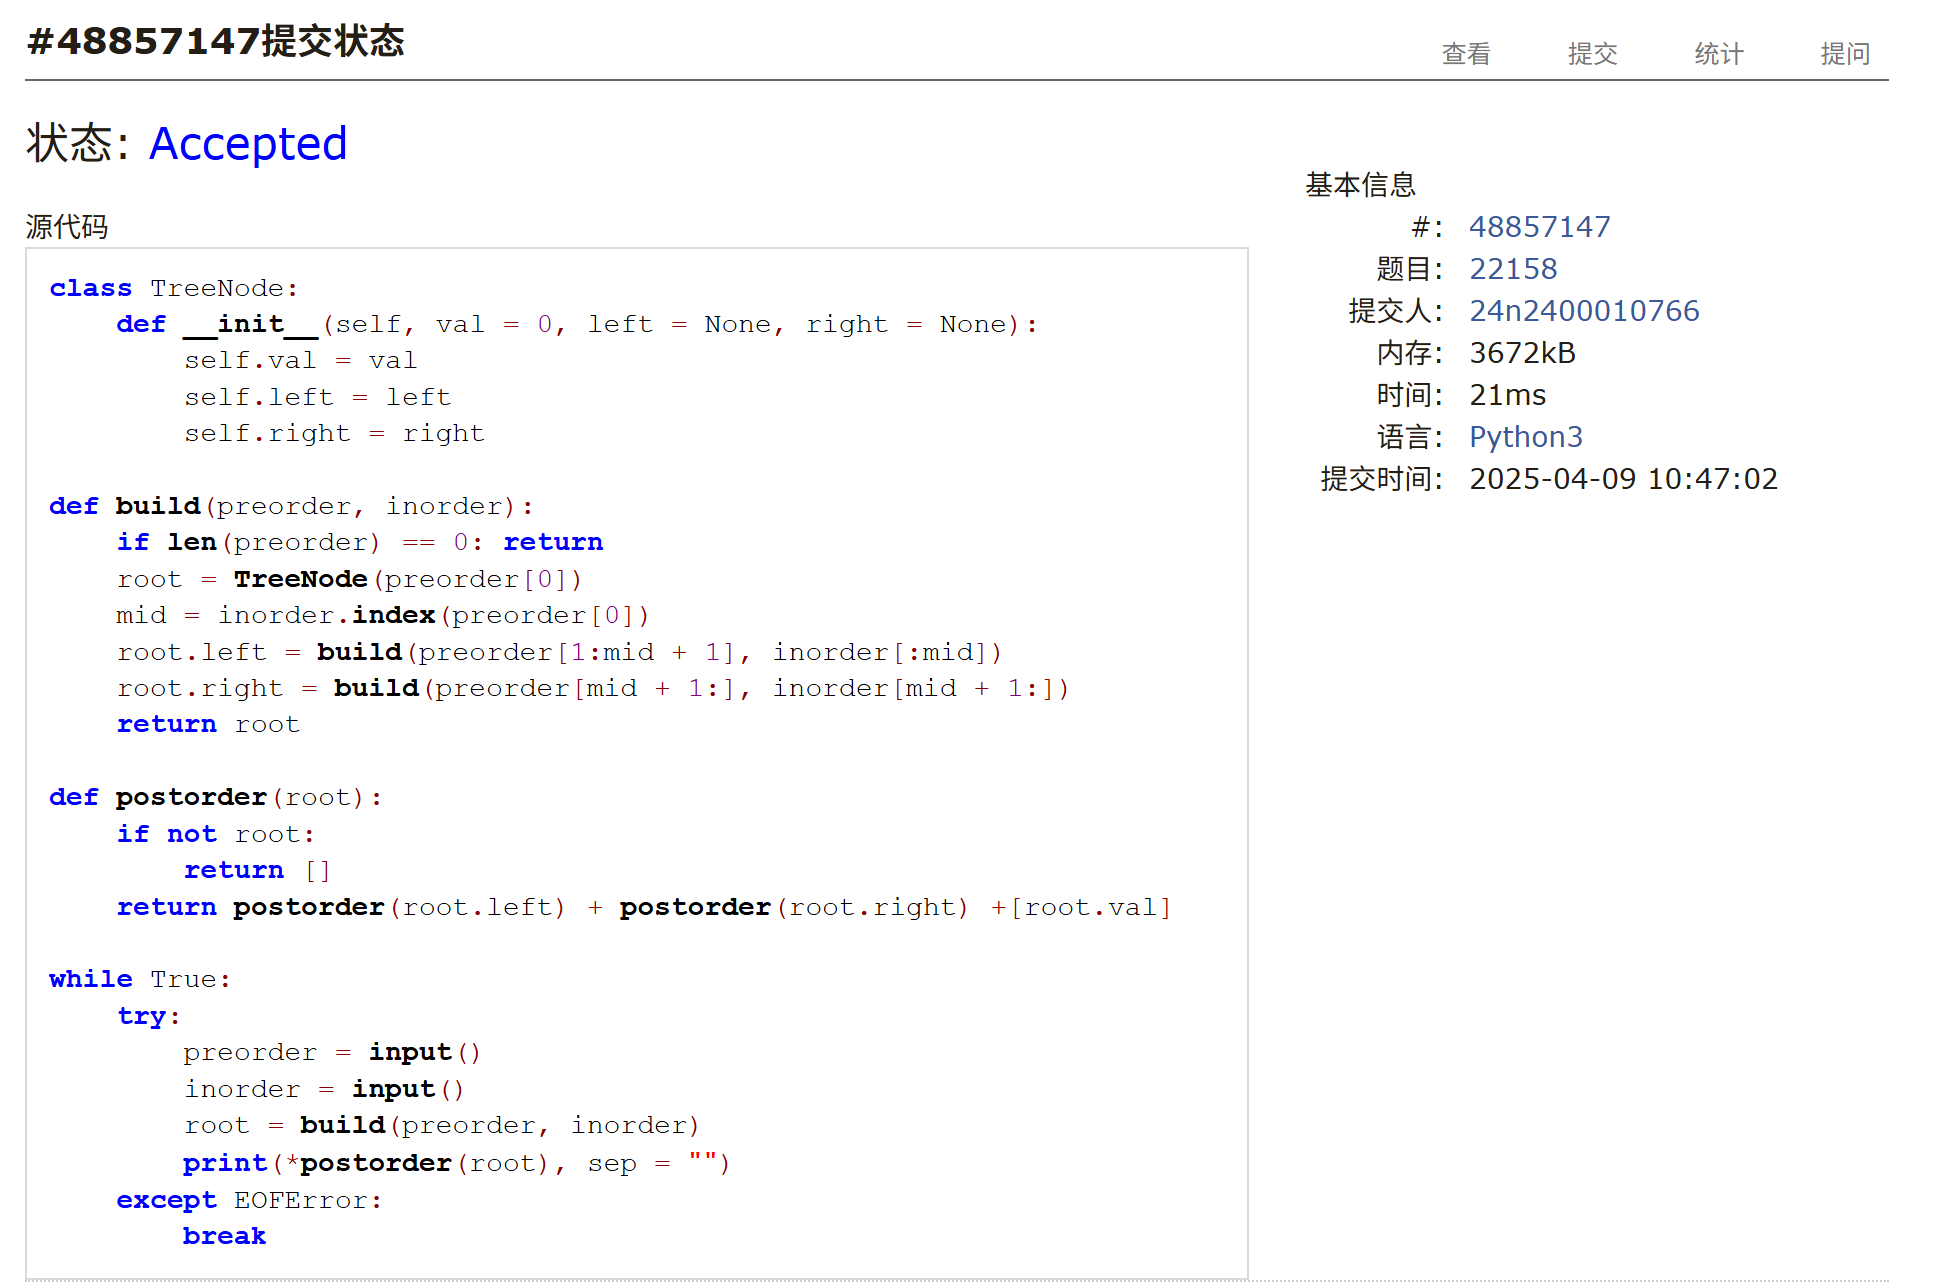 #48857147提交状态
查看 提交 统计 提问
状态: Accepted
源代码
class TreeNode:
    def __init__(self, val = 0, left = None, right = None):
        self.val = val
        self.left = left
        self.right = right

def build(preorder, inorder):
    if len(preorder) == 0: return
    root = TreeNode(preorder[0])
    mid = inorder.index(preorder[0])
    root.left = build(preorder[1:mid + 1], inorder[:mid])
    root.right = build(preorder[mid + 1:], inorder[mid + 1:])
    return root

def postorder(root):
    if not root:
        return []
    return postorder(root.left) + postorder(root.right) +[root.val]

while True:
    try:
        preorder = input()
        inorder = input()
        root = build(preorder, inorder)
        print(*postorder(root), sep = "")
    except EOFError:
        break
基本信息
#: 48857147
题目: 22158
提交人: 24n2400010766
内存: 3672kB
时间: 21ms
语言: Python3
提交时间: 2025-04-09 10:47:02